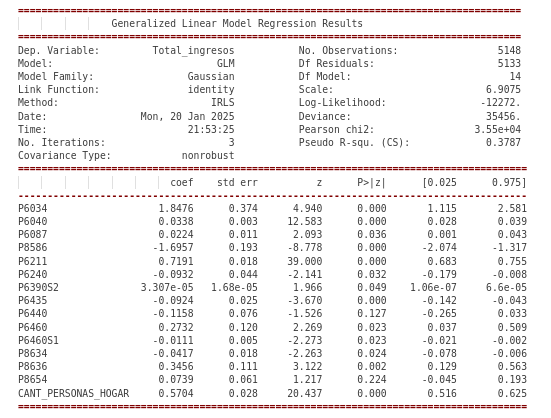 ==============================================================================
Generalized Linear Model Regression Results
==============================================================================
Dep. Variable: Total_ingresos No. Observations: 5148
Model: GLM Df Residuals: 5133
Model Family: Gaussian Df Model: 14
Link Function: identity Scale: 6.9075
Method: IRLS Log-Likelihood: -12272.
Date: Mon, 20 Jan 2025 Deviance: 35456.
Time: 21:53:25 Pearson chi2: 3.55e+04
No. Iterations: 3 Pseudo R-squ. (CS): 0.3787
Covariance Type: nonrobust
==============================================================================
coef std err z P>|z| [0.025 0.975]
------------------------------------------------------------------------------
P6034 1.8476 0.374 4.940 0.000 1.115 2.581
P6040 0.0338 0.003 12.583 0.000 0.028 0.039
P6087 0.0224 0.011 2.093 0.036 0.001 0.043
P8586 -1.6957 0.193 -8.778 0.000 -2.074 -1.317
P6211 0.7191 0.018 39.000 0.000 0.683 0.755
P6240 -0.0932 0.044 -2.141 0.032 -0.179 -0.008
P6390S2 3.307e-05 1.68e-05 1.966 0.049 1.06e-07 6.6e-05
P6435 -0.0924 0.025 -3.670 0.000 -0.142 -0.043
P6440 -0.1158 0.076 -1.526 0.127 -0.265 0.033
P6460 0.2732 0.120 2.269 0.023 0.037 0.509
P6460S1 -0.0111 0.005 -2.273 0.023 -0.021 -0.002
P8634 -0.0417 0.018 -2.263 0.024 -0.078 -0.006
P8636 0.3456 0.111 3.122 0.002 0.129 0.563
P8654 0.0739 0.061 1.217 0.224 -0.045 0.193
CANT_PERSONAS_HOGAR 0.5704 0.028 20.437 0.000 0.516 0.625
==============================================================================